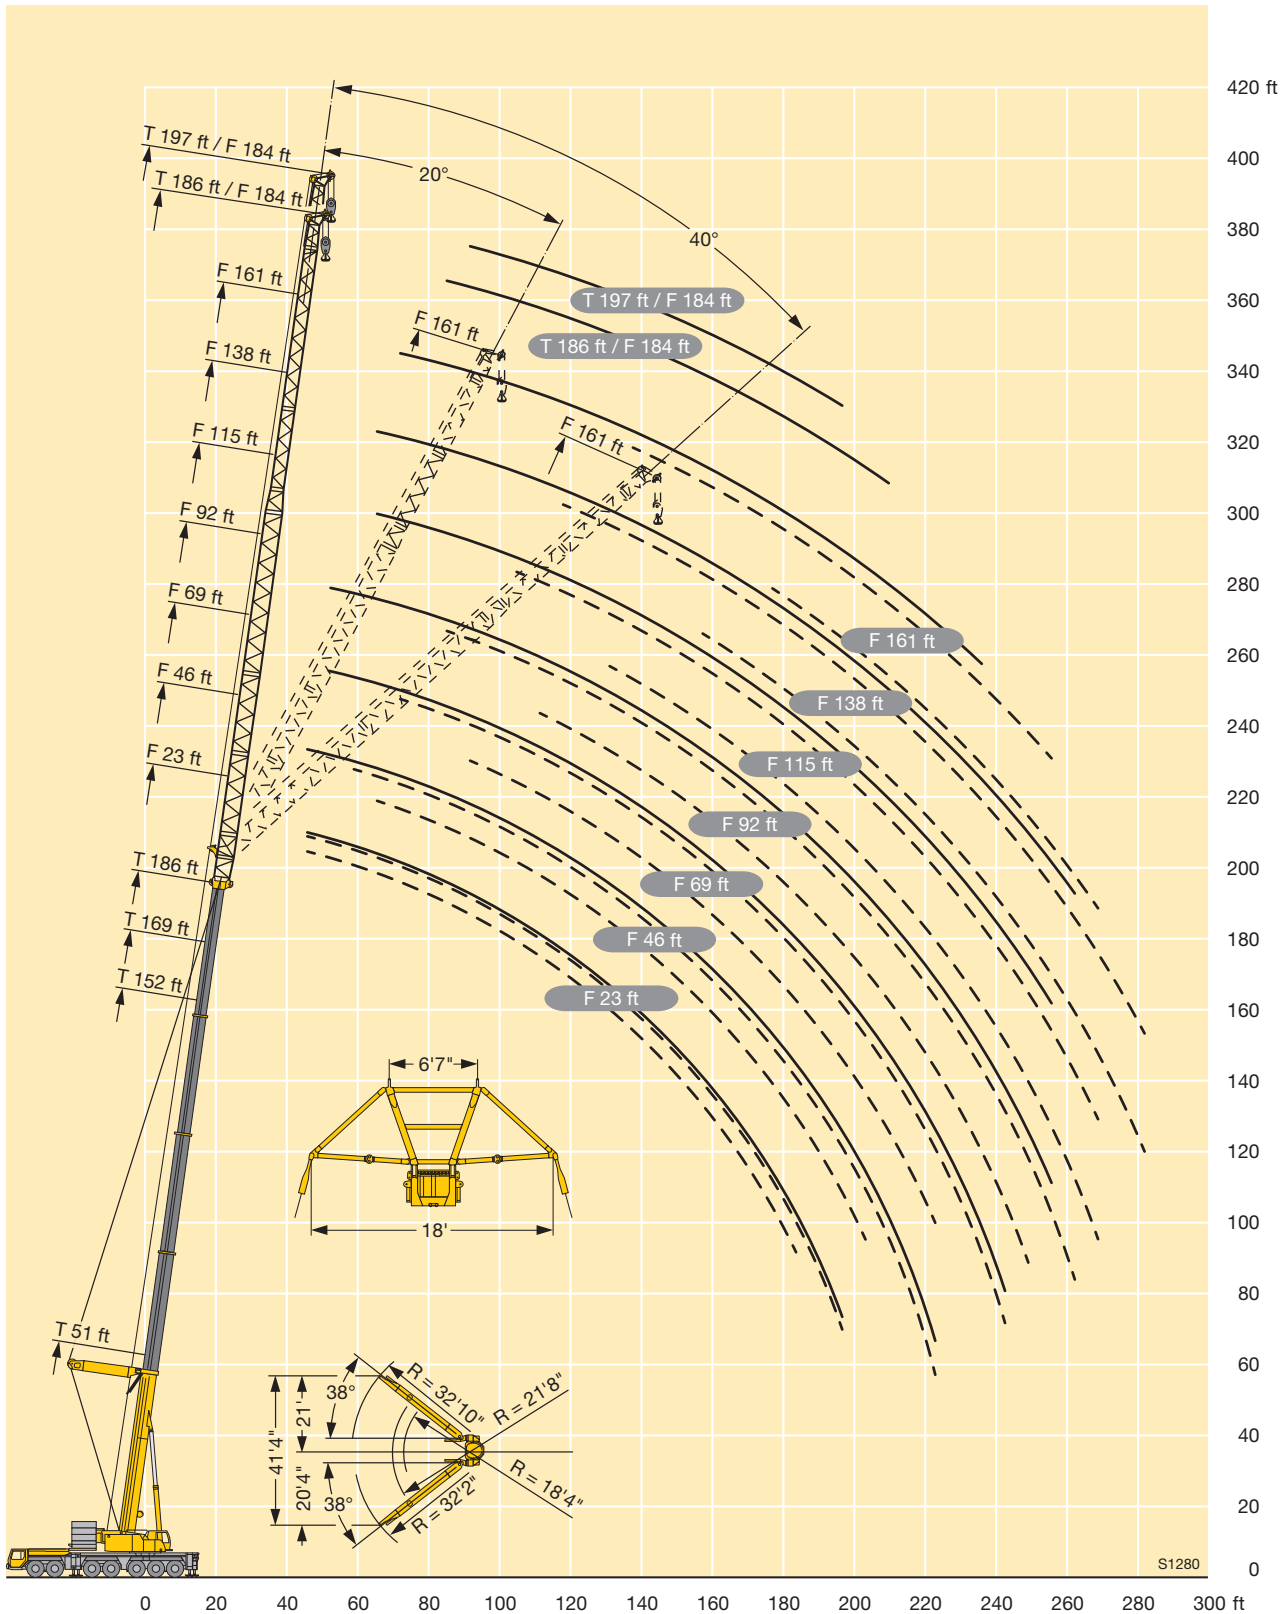 420 ft
T 197 ft / F 184 ft
400
20°
T 186 ft / F 184 ft
380
40°
F 161 ft
360
T 197 ft / F 184 ft
F 161 ft
T 186 ft / F 184 ft
F 138 ft
340
F 161 ft
F 115 ft
320
300
F 92 ft
280
F 69 ft
F 161 ft
260
F 46 ft
F 138 ft
240
F 23 ft
F 115 ft
220
F 92 ft
T 186 ft
200
F 69 ft
T 169 ft
F 46 ft
180
T 152 ft
F 23 ft
160
6'7"
140
120
18'
100
80
T 51 ft
60
38°
R = 32'10"
R = 21'8"
21'
41'4"
40
20'4"
38°
R = 32'2"
R = 18'4"
20
S1280
0
0 20 40 60 80 100 120 140 160 180 200 220 240 260 280 300 ft